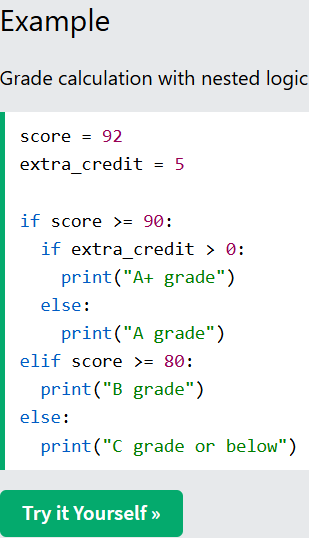 Example
Grade calculation with nested logic
score = 92
extra_credit = 5
if score >= 90:
  if extra_credit > 0:
    print("A+ grade")
  else:
    print("A grade")
elif score >= 80:
  print("B grade")
else:
  print("C grade or below")
Try it Yourself »